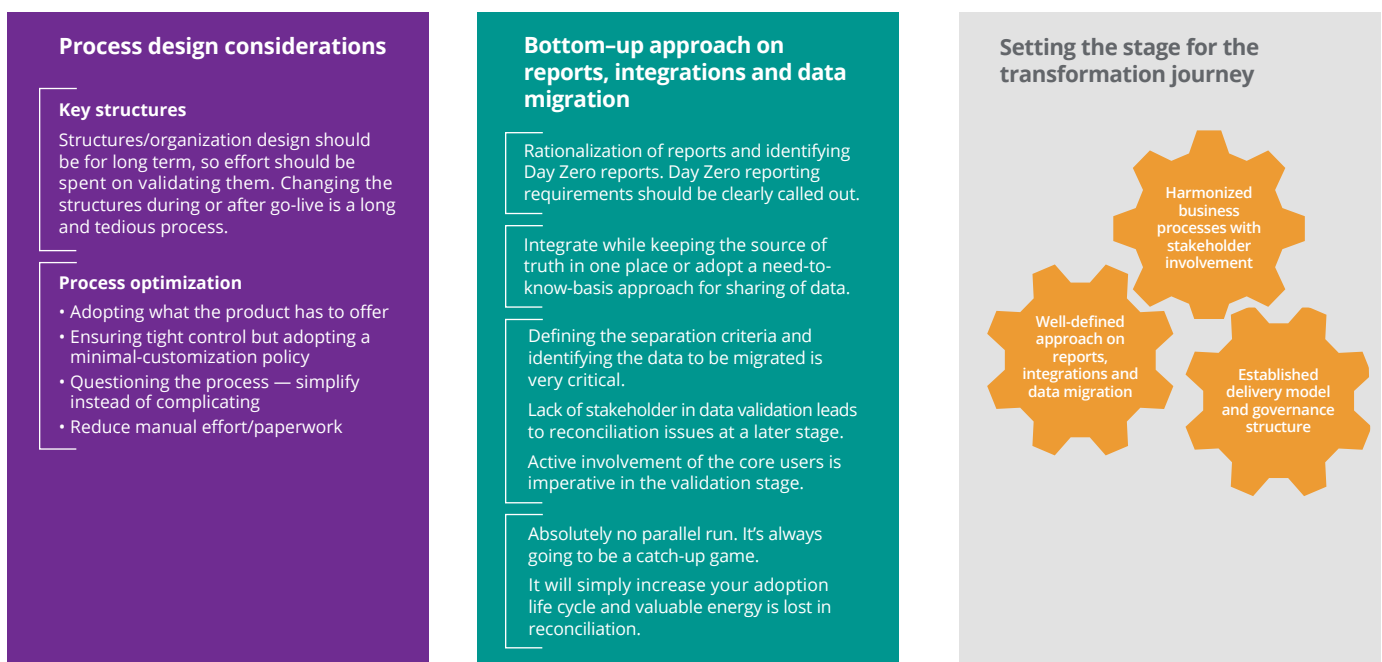 Process design considerations
Key structures
Structures/organization design should
be for long term, so effort should be
spent on validating them. Changing the
structures during or after go-live is a long
and tedious process.
Process optimization
• Adopting what the product has to offer
• Ensuring tight control but adopting a
minimal-customization policy
• Questioning the process — simplify
instead of complicating
• Reduce manual effort/paperwork
Bottom–up approach on
reports, integrations and data
migration
Rationalization of reports and identifying
Day Zero reports. Day Zero reporting
requirements should be clearly called out.
Integrate while keeping the source of
truth in one place or adopt a need-to-
know-basis approach for sharing of data.
Defining the separation criteria and
identifying the data to be migrated is
very critical.
Lack of stakeholder in data validation leads
to reconciliation issues at a later stage.
Active involvement of the core users is
imperative in the validation stage.
Absolutely no parallel run. It’s always
going to be a catch-up game.
It will simply increase your adoption
life cycle and valuable energy is lost in
reconciliation.
Setting the stage for the
transformation journey
Harmonized
business
processes with
stakeholder
involvement
Well-defined
approach on
reports,
integrations and
data migration
Established
delivery model
and governance
structure